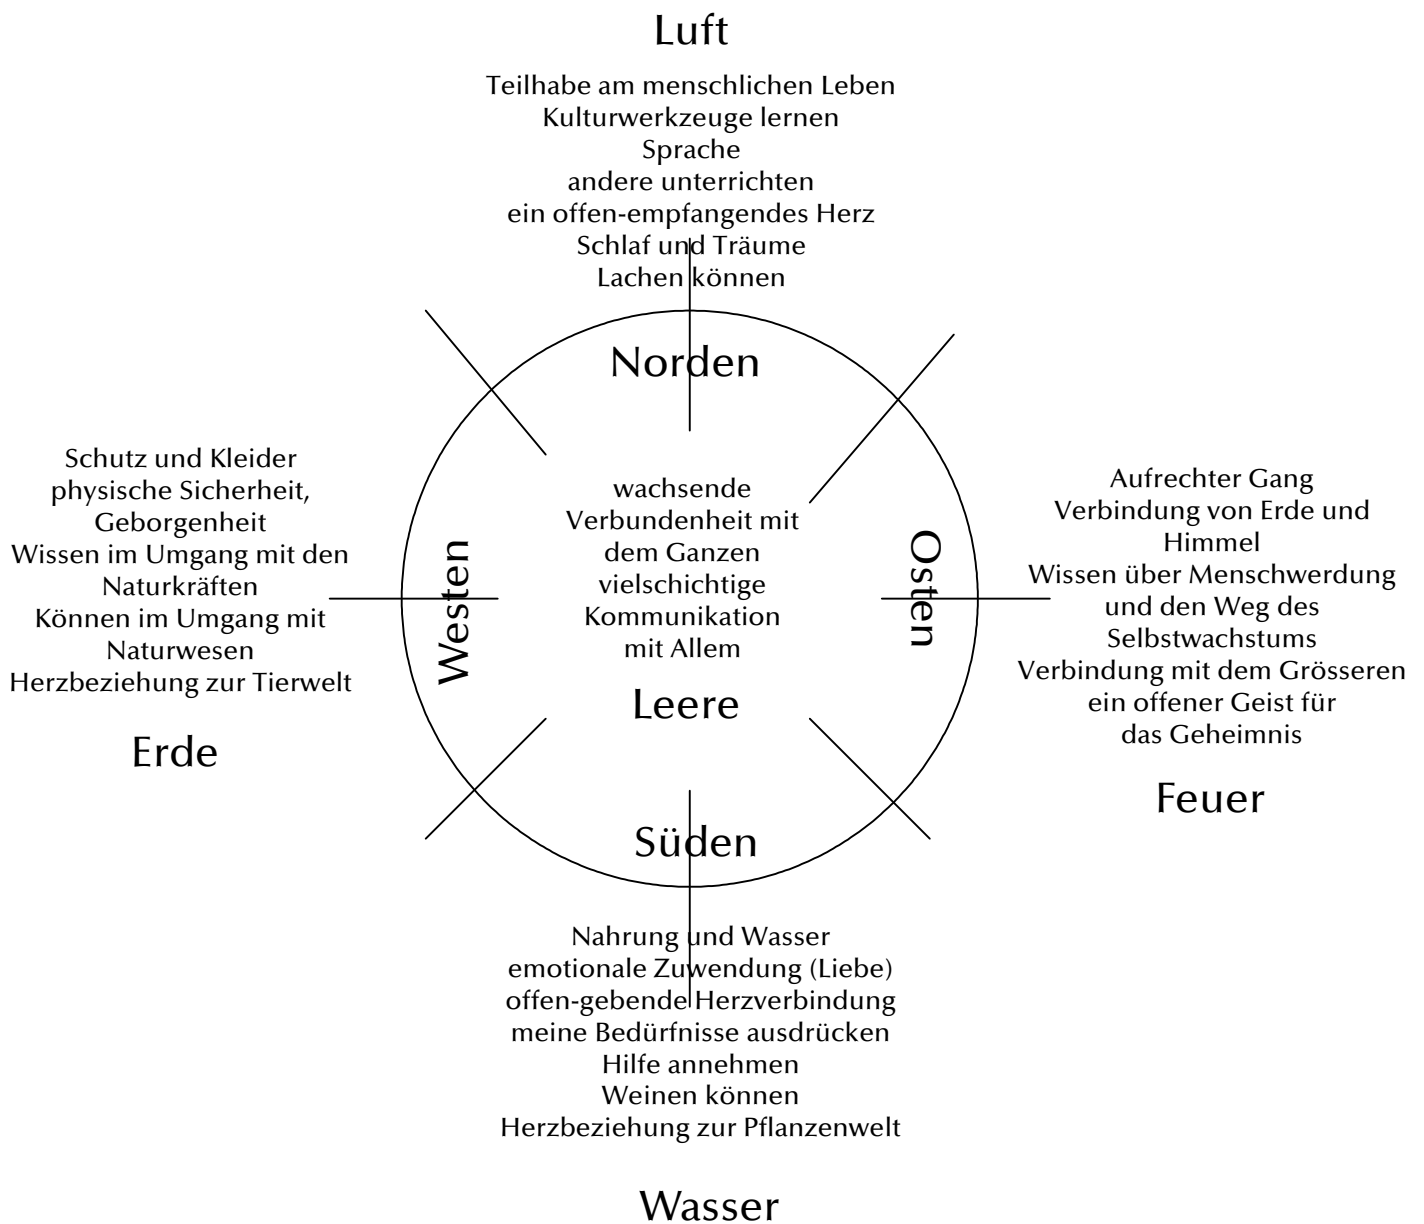 Luft
Teilhabe am menschlichen Leben
Kulturwerkzeuge lernen
Sprache
andere unterrichten
ein offen-empfangendes Herz
Schlaf und Träume
Lachen können
Norden
Schutz und Kleider
physische Sicherheit,
Geborgenheit
Wissen im Umgang mit den
Naturkräften
Können im Umgang mit
Naturwesen
Herzbeziehung zur Tierwelt
Erde
Westen
wachsende
Verbundenheit mit
dem Ganzen
vielschichtige
Kommunikation
mit Allem
Leere
Osten
Aufrechter Gang
Verbindung von Erde und
Himmel
Wissen über Menschwerdung
und den Weg des
Selbstwachstums
Verbindung mit dem Grösseren
ein offener Geist für
das Geheimnis
Feuer
Süden
Nahrung und Wasser
emotionale Zuwendung (Liebe)
offen-gebende Herzverbindung
meine Bedürfnisse ausdrücken
Hilfe annehmen
Weinen können
Herzbeziehung zur Pflanzenwelt
Wasser